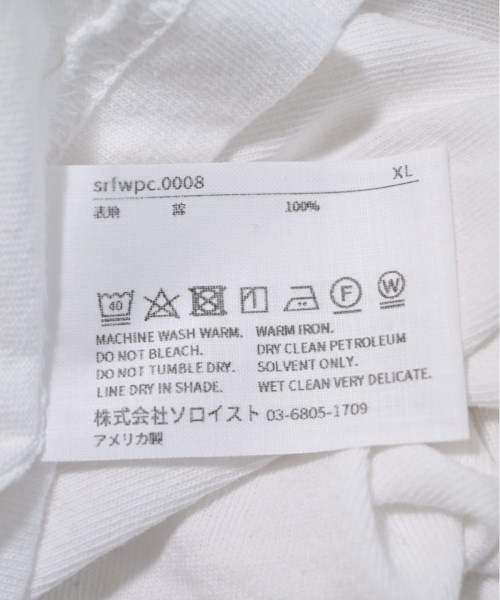 srfwpc.0008 XL
表地 綿 100%
40 F W
MACHINE WASH WARM. WARM IRON.
DO NOT BLEACH. DRY CLEAN PETROLEUM
DO NOT TUMBLE DRY. SOLVENT ONLY.
LINE DRY IN SHADE. WET CLEAN VERY DELICATE.
株式会社ソロイスト 03-6805-1709
アメリカ製